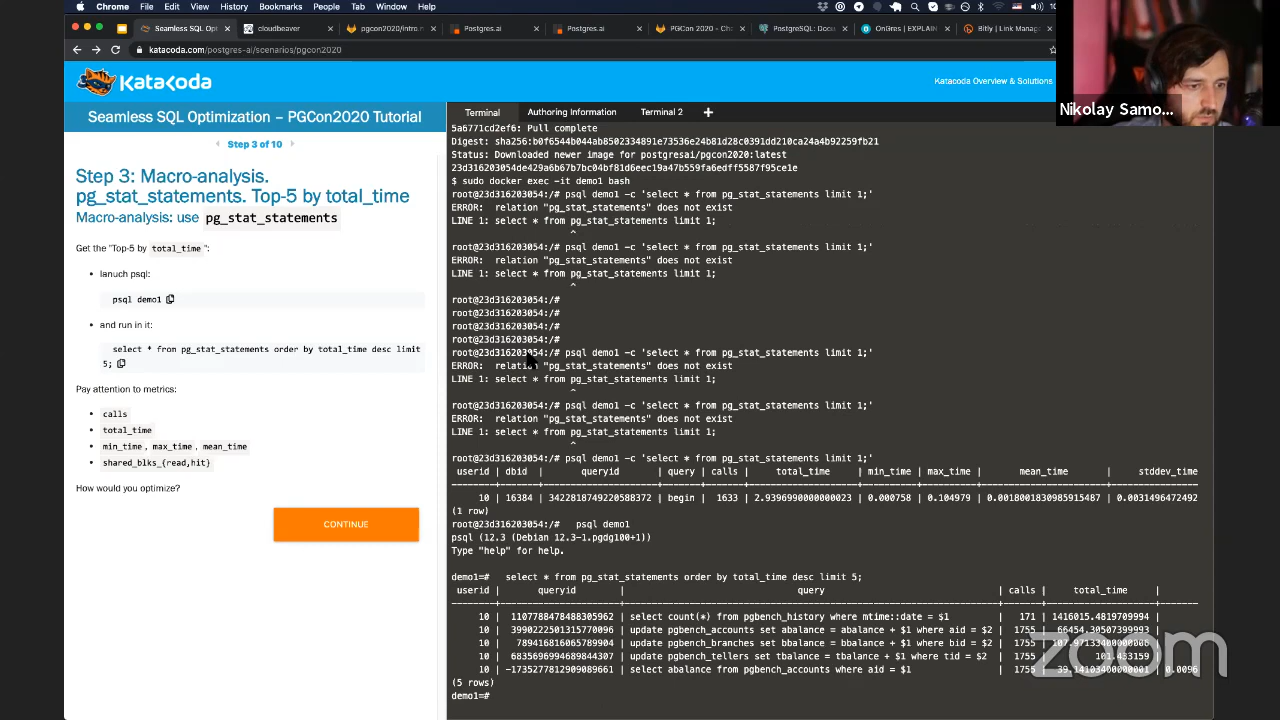 Chrome File Edit View History Bookmarks People Tab Window Help
Seamless SQL Opt
cloudbeaver
pgcon2020/intro.m
Postgres.ai
Postgres.ai
PGCon 2020 - Cha
PostgreSQL: Docum
OnGres | EXPLAIN
Bitly | Link Manage
katacoda.com/postgres-ai/scenarios/pgcon2020
KataKoda
Katacoda Overview & Solutions
Nikolay Samo...
Seamless SQL Optimization – PGCon2020 Tutorial
Step 3 of 10
Step 3: Macro-analysis.
pg_stat_statements. Top-5 by total_time
Macro-analysis: use pg_stat_statements
Get the "Top-5 by total_time ":
lanuch psql:
psql demo1
and run in it:
select * from pg_stat_statements order by total_time desc limit
5;
Pay attention to metrics:
calls
total_time
min_time , max_time , mean_time
shared_blks_{read,hit}
How would you optimize?
CONTINUE
Terminal Authoring Information Terminal 2 +
5a6771cd2ef6: Pull complete
Digest: sha256:b0f6544b044ab8502334891e73536e24b81d28c0391dd210ca24a4b92259fb21
Status: Downloaded newer image for postgresai/pgcon2020:latest
23d316203054de429a6b67b7bc04bf81d6eec19a47b559fa6edff5587f95ce1e
$ sudo docker exec -it demo1 bash
root@23d316203054:/# psql demo1 -c 'select * from pg_stat_statements limit 1;'
ERROR:  relation "pg_stat_statements" does not exist
LINE 1: select * from pg_stat_statements limit 1;
^
root@23d316203054:/# psql demo1 -c 'select * from pg_stat_statements limit 1;'
ERROR:  relation "pg_stat_statements" does not exist
LINE 1: select * from pg_stat_statements limit 1;
^
root@23d316203054:/#
root@23d316203054:/#
root@23d316203054:/#
root@23d316203054:/#
root@23d316203054:/# psql demo1 -c 'select * from pg_stat_statements limit 1;'
ERROR:  relation "pg_stat_statements" does not exist
LINE 1: select * from pg_stat_statements limit 1;
^
root@23d316203054:/# psql demo1 -c 'select * from pg_stat_statements limit 1;'
ERROR:  relation "pg_stat_statements" does not exist
LINE 1: select * from pg_stat_statements limit 1;
^
root@23d316203054:/# psql demo1 -c 'select * from pg_stat_statements limit 1;'
userid | dbid | queryid | query | calls | total_time | min_time | max_time | mean_time | stddev_time
10 | 16384 | 3422818749220588372 | begin | 1633 | 2.9396990000000023 | 0.000758 | 0.104979 | 0.0018001830985915487 | 0.0031496472492
(1 row)
root@23d316203054:/#   psql demo1
psql (12.3 (Debian 12.3-1.pgdg100+1))
Type "help" for help.
demo1=#   select * from pg_stat_statements order by total_time desc limit 5;
userid | queryid | query | calls | total_time |
10 | 1107788478488305962 | select count(*) from pgbench_history where mtime::date = $1 | 171 | 1416015.4819709994 |
10 | 3990222501315770096 | update pgbench_accounts set abalance = abalance + $1 where aid = $2 | 1755 | 66454.30507399993 |
10 | 789416816065789904 | update pgbench_branches set bbalance = bbalance + $1 where bid = $2 | 1755 | 107.97133400000000
10 | 6835696994689844307 | update pgbench_tellers set tbalance = tbalance + $1 where tid = $2 | 1755 | 101.433159
10 | -1735277812909089661 | select abalance from pgbench_accounts where aid = $1 | 1755 | 39.14103400000001 | 0.0096
(5 rows)
demo1=#
zoom